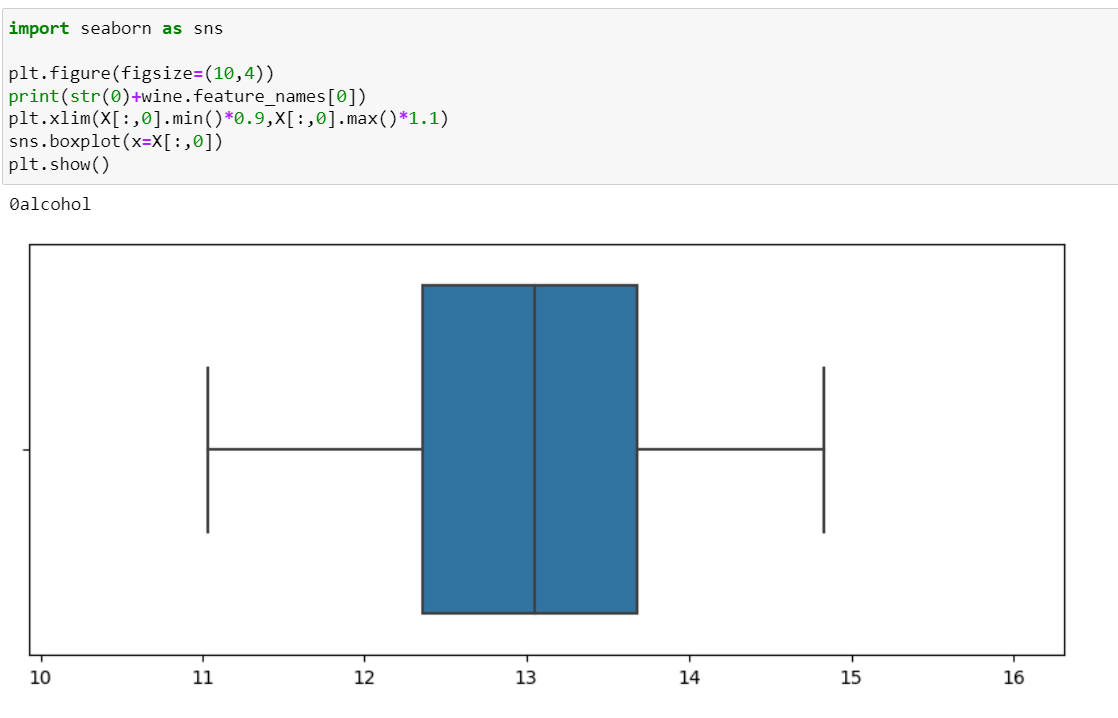 import seaborn as sns
plt.figure(figsize=(10,4))
print(str(0)+wine.feature_names[0])
plt.xlim(X[:,0].min()*0.9,X[:,0].max()*1.1)
sns.boxplot(x=X[:,0])
plt.show()
0alcohol
10 11 12 13 14 15 16